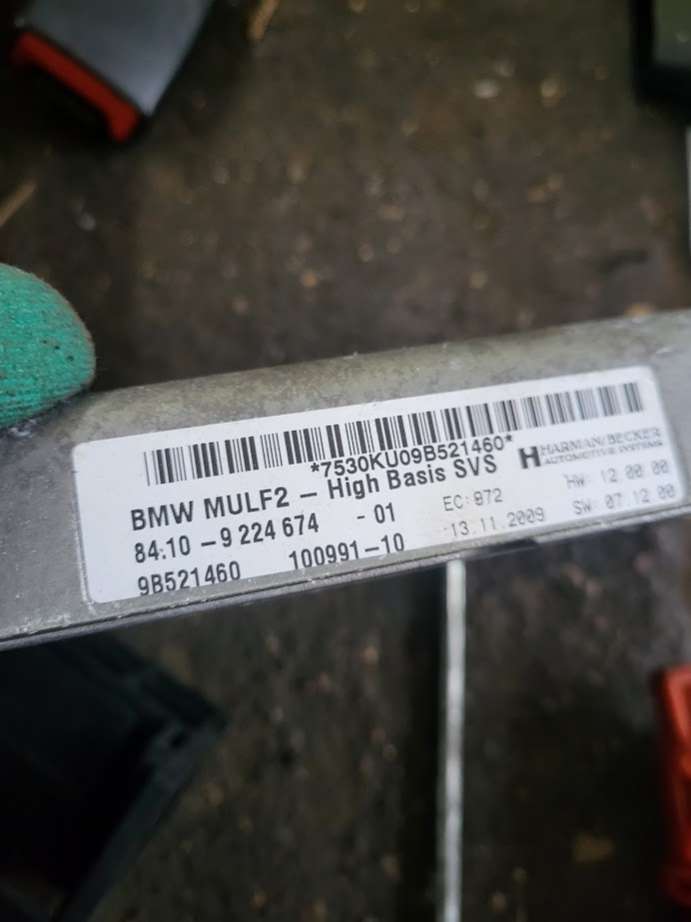 *7530KU09B521460*
BMW MULF2 – High Basis SVS
HARMAN/BECKER
AUTOMOTIVE SYSTEMS
84.10 – 9 224 674 - 01
EC: 872
HW: 12.00.00
9B521460 100991-10
13.11.2009
SW: 07.12.00